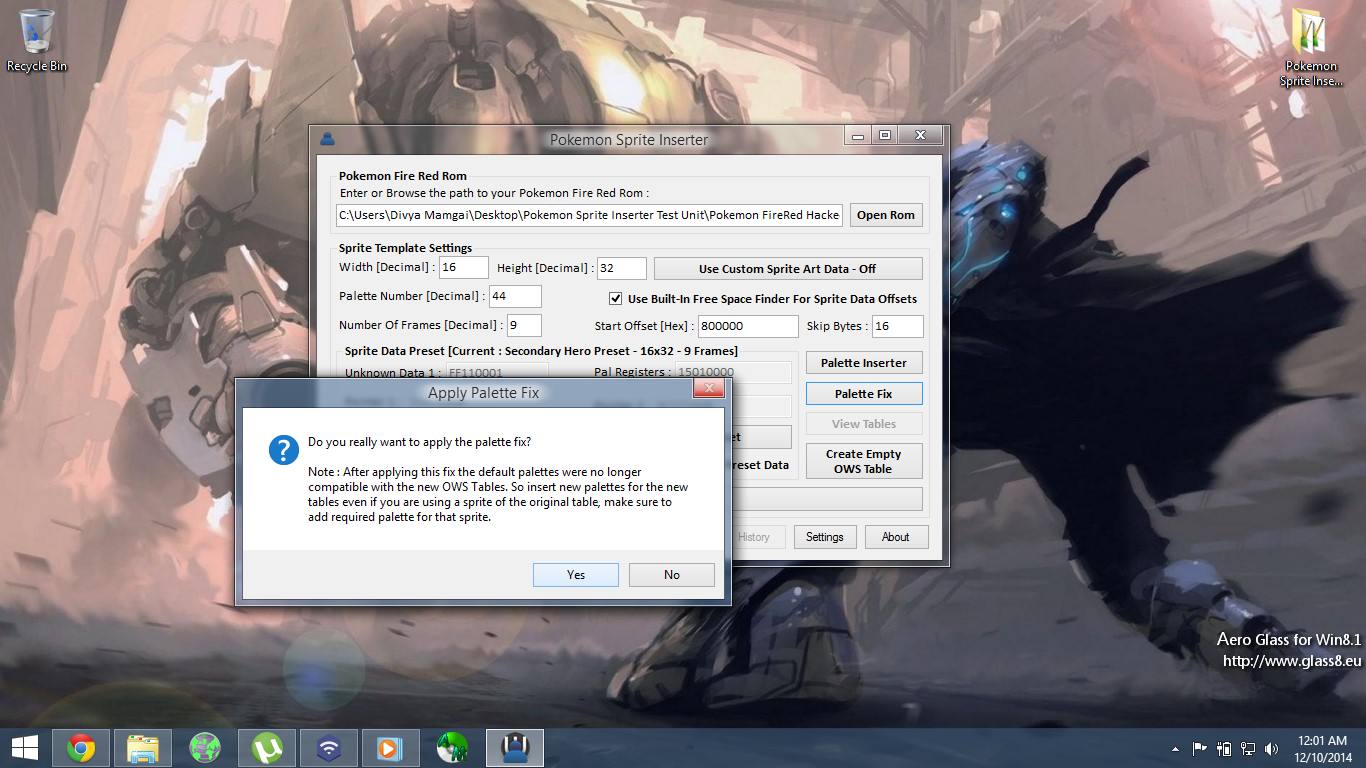 Recycle Bin
Pokemon
Sprite Inse...
Pokemon Sprite Inserter
Pokemon Fire Red Rom
Enter or Browse the path to your Pokemon Fire Red Rom :
C:\Users\Divya Mamgai\Desktop\Pokemon Sprite Inserter Test Unit\Pokemon FireRed Hacke
Open Rom
Sprite Template Settings
Width [Decimal] : 16 Height [Decimal] : 32 Use Custom Sprite Art Data - Off
Palette Number [Decimal] : 44 Use Built-In Free Space Finder For Sprite Data Offsets
Number Of Frames [Decimal] : 9 Start Offset [Hex] : 800000 Skip Bytes : 16
Sprite Data Preset [Current : Secondary Hero Preset - 16x32 - 9 Frames]
Unknown Data 1 : FF110001 Pal Registers : 15010000
Palette Inserter
Palette Fix
View Tables
Create Empty
OWS Table
et
reset Data
History Settings About
Apply Palette Fix
Do you really want to apply the palette fix?
Note : After applying this fix the default palettes were no longer
compatible with the new OWS Tables. So insert new palettes for the new
tables even if you are using a sprite of the original table, make sure to
add required palette for that sprite.
Yes No
Aero Glass for Win8.1
http://www.glass8.eu
12:01 AM
12/10/2014